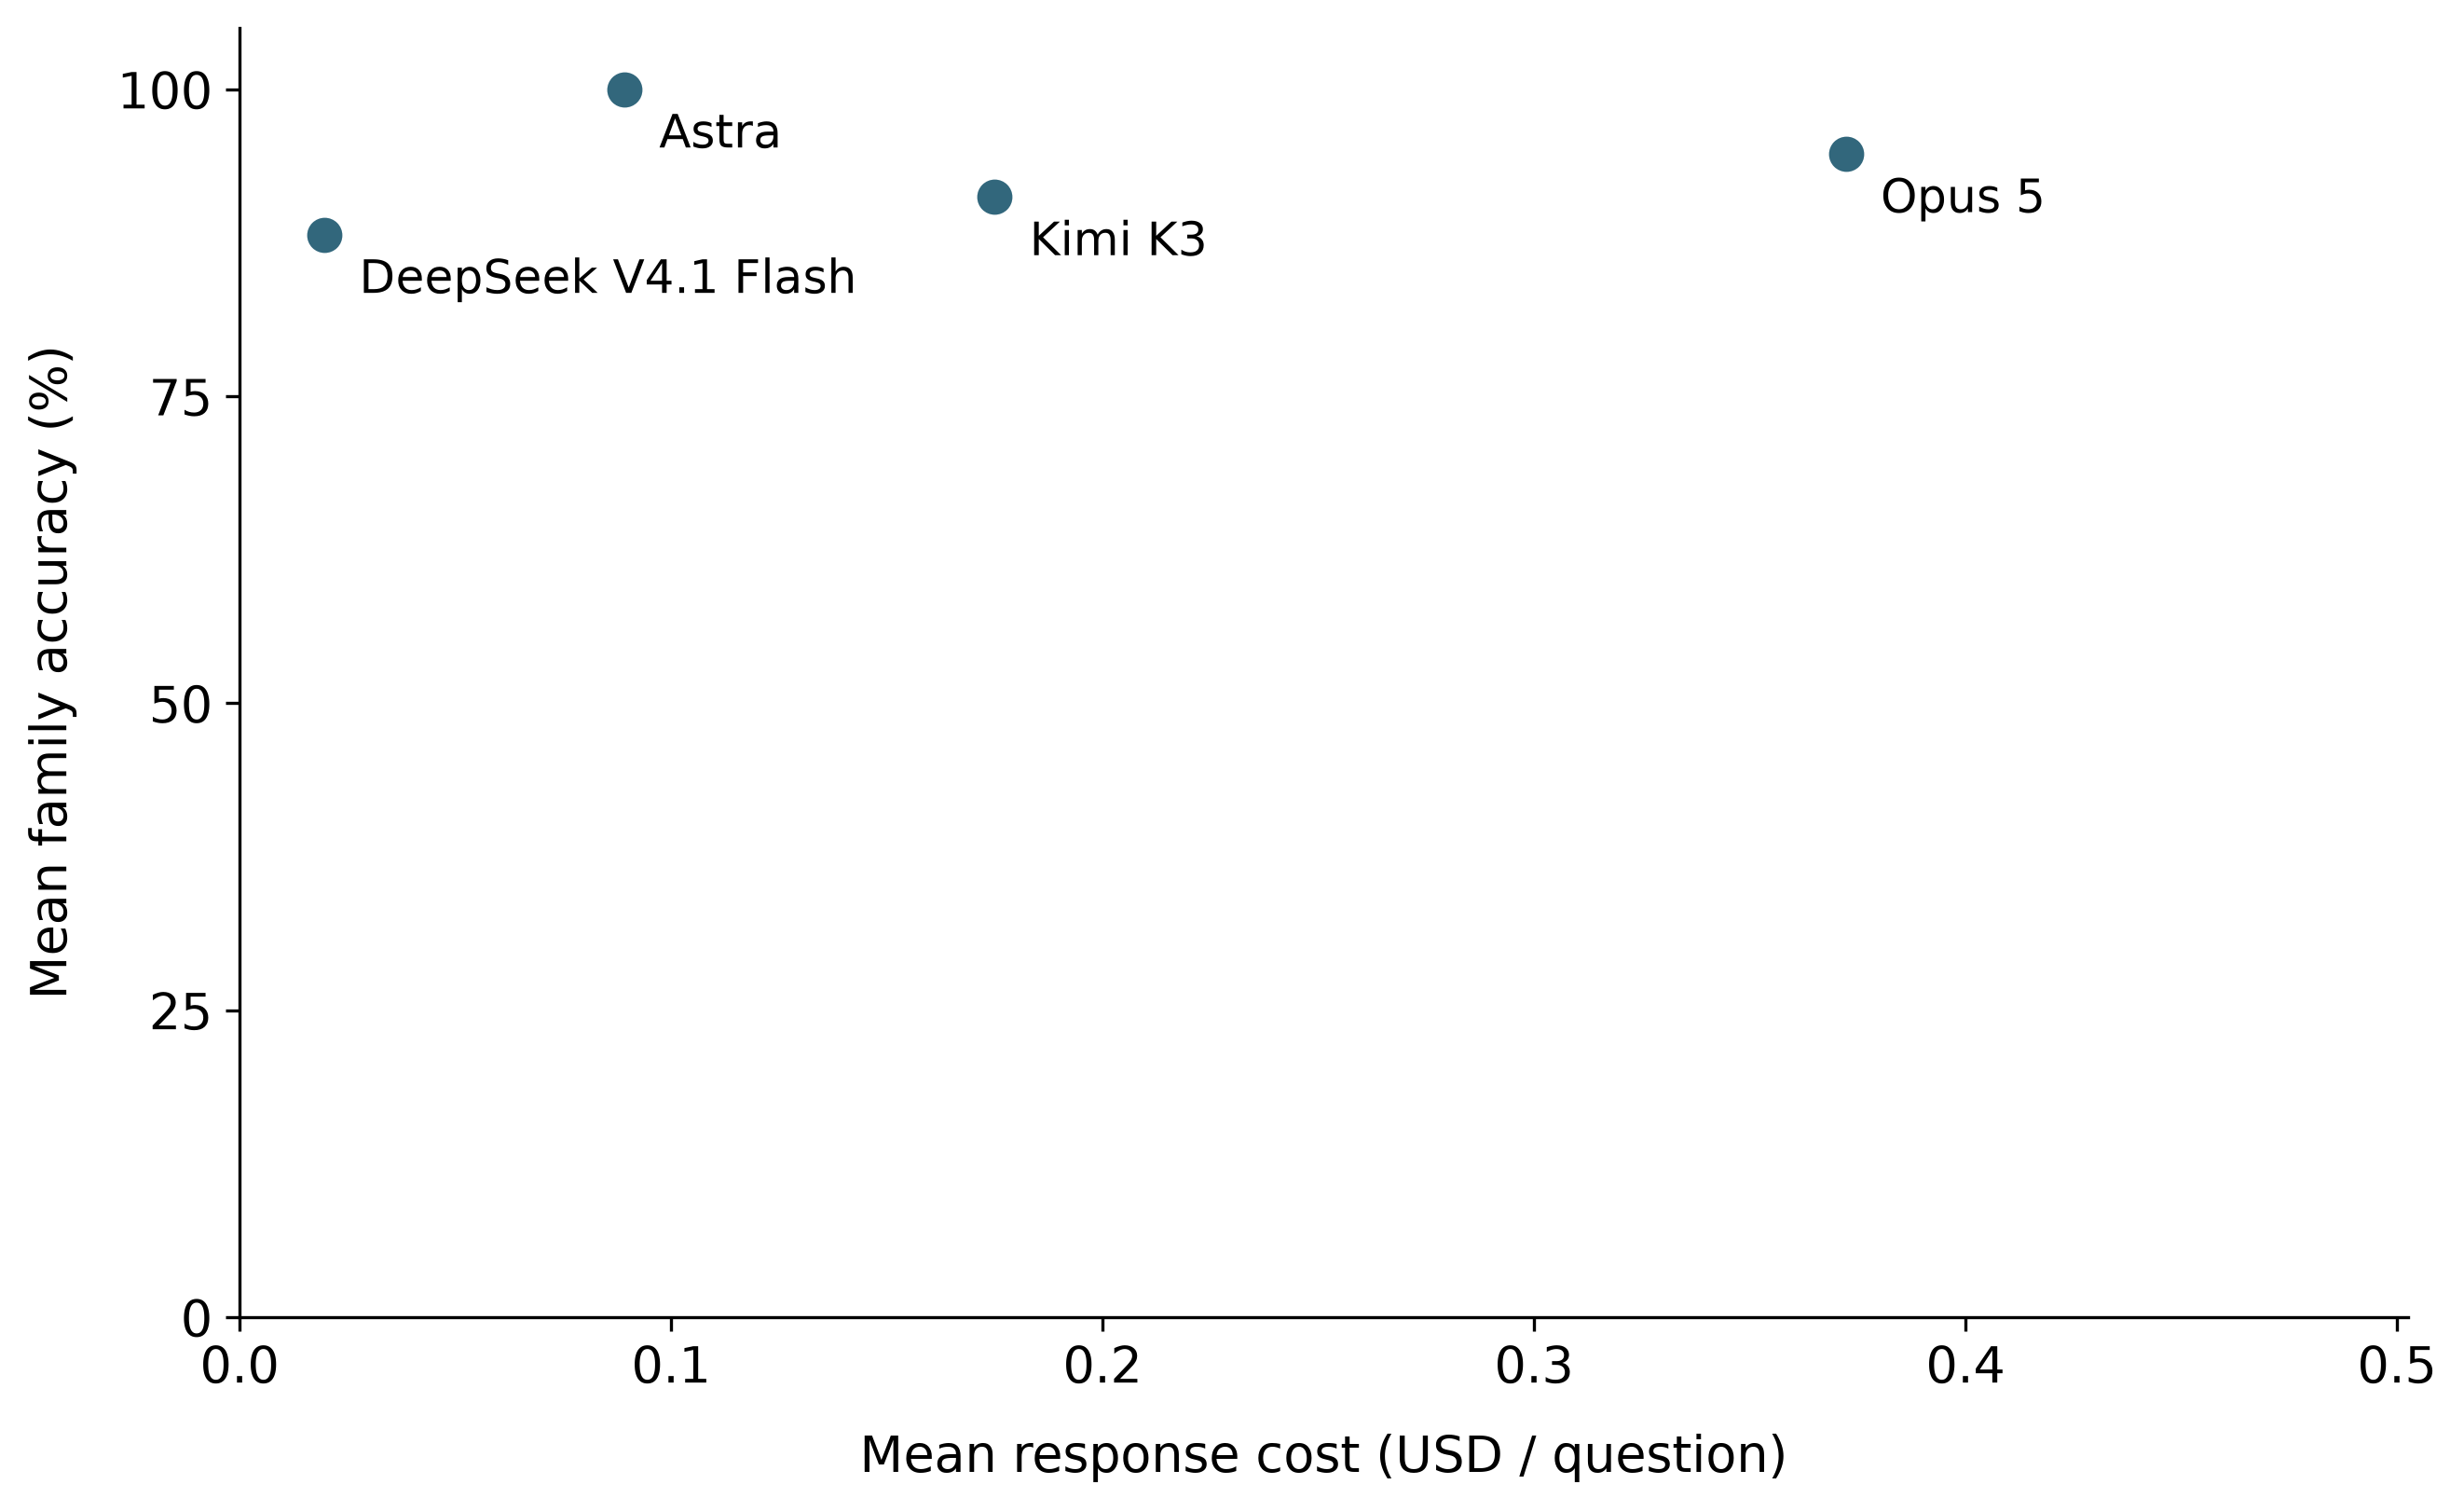 Mean family accuracy (%)
100
75
50
25
0
Astra
Opus 5
Kimi K3
DeepSeek V4.1 Flash
0.0
0.1
0.2
0.3
0.4
0.5
Mean response cost (USD / question)